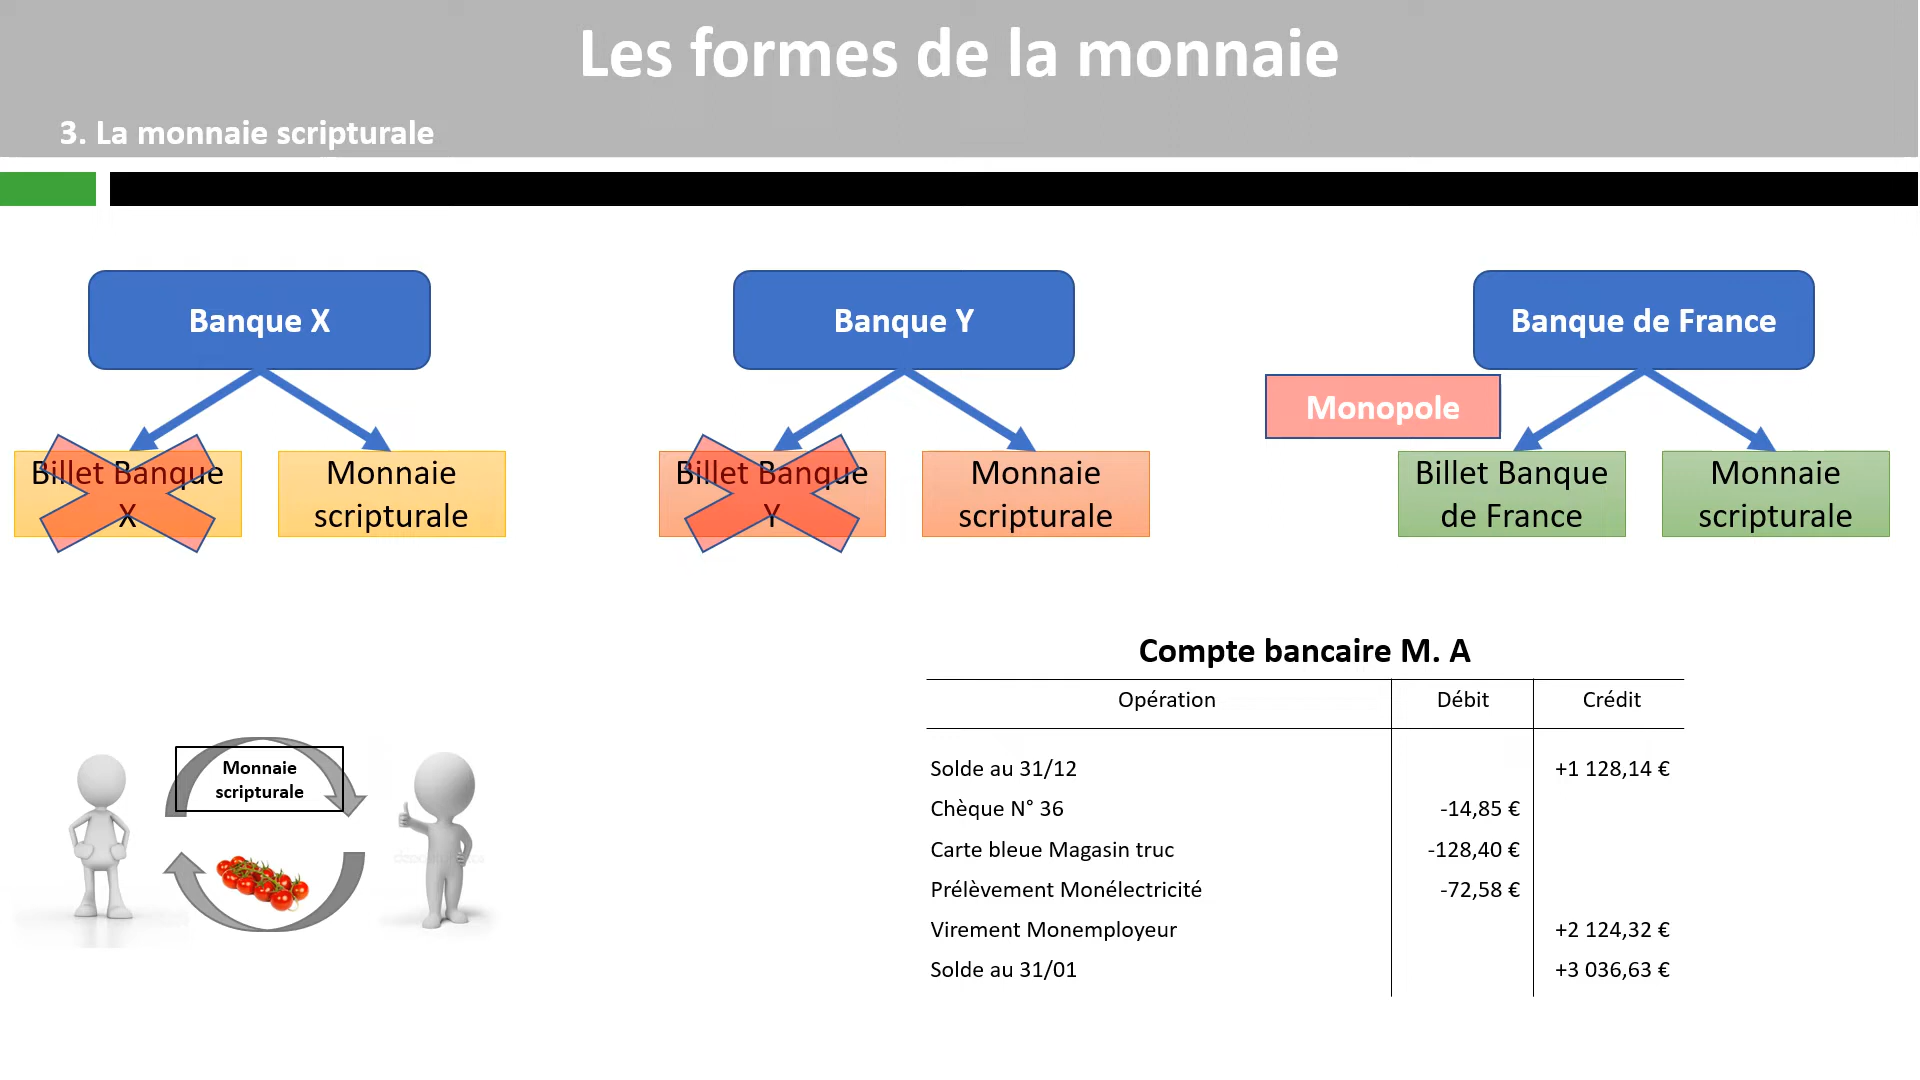 Les formes de la monnaie
3. La monnaie scripturale
Banque X
Banque Y
Banque de France
Monopole
Billet Banque
X
Monnaie
scripturale
Billet Banque
Y
Monnaie
scripturale
Billet Banque
de France
Monnaie
scripturale
Monnaie
scripturale
Compte bancaire M. A
Opération Débit Crédit
Solde au 31/12 +1 128,14 €
Chèque N° 36 -14,85 €
Carte bleue Magasin truc -128,40 €
Prélèvement Monélectricité -72,58 €
Virement Monemployeur +2 124,32 €
Solde au 31/01 +3 036,63 €